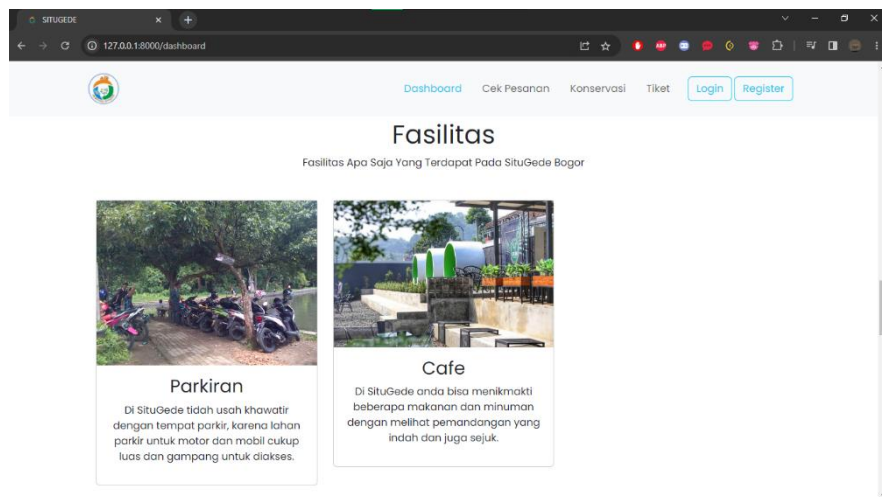 SITUGEDE
127.0.0.1:8000/dashboard
Dashboard Cek Pesanan Konservasi Tiket Login Register
Fasilitas
Fasilitas Apa Saja Yang Terdapat Pada SituGede Bogor
Parkiran
Di SituGede tidah usah khawatir
dengan tempat parkir, karena lahan
parkir untuk motor dan mobil cukup
luas dan gampang untuk diakses.
Cafe
Di SituGede anda bisa menikmakti
beberapa makanan dan minuman
dengan melihat pemandangan yang
indah dan juga sejuk.